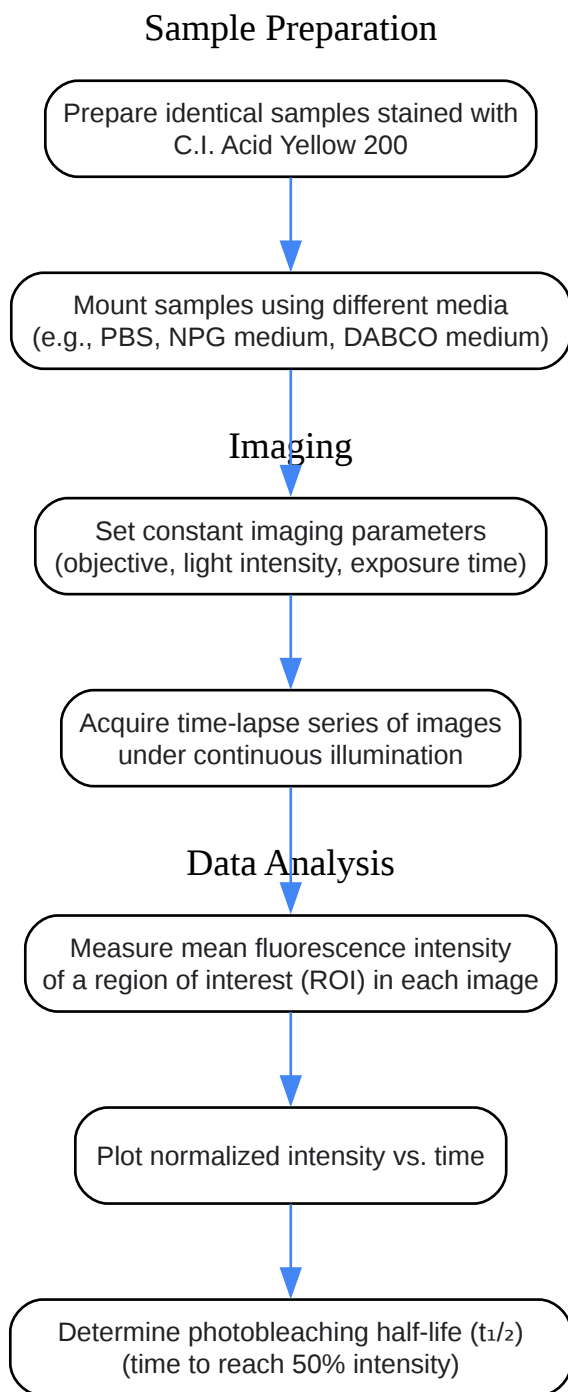 Sample Preparation
Prepare identical samples stained with
C.I. Acid Yellow 200
Mount samples using different media
(e.g., PBS, NPG medium, DABCO medium)
Imaging
Set constant imaging parameters
(objective, light intensity, exposure time)
Acquire time-lapse series of images
under continuous illumination
Data Analysis
Measure mean fluorescence intensity
of a region of interest (ROI) in each image
Plot normalized intensity vs. time
Determine photobleaching half-life (t₁/₂)
(time to reach 50% intensity)